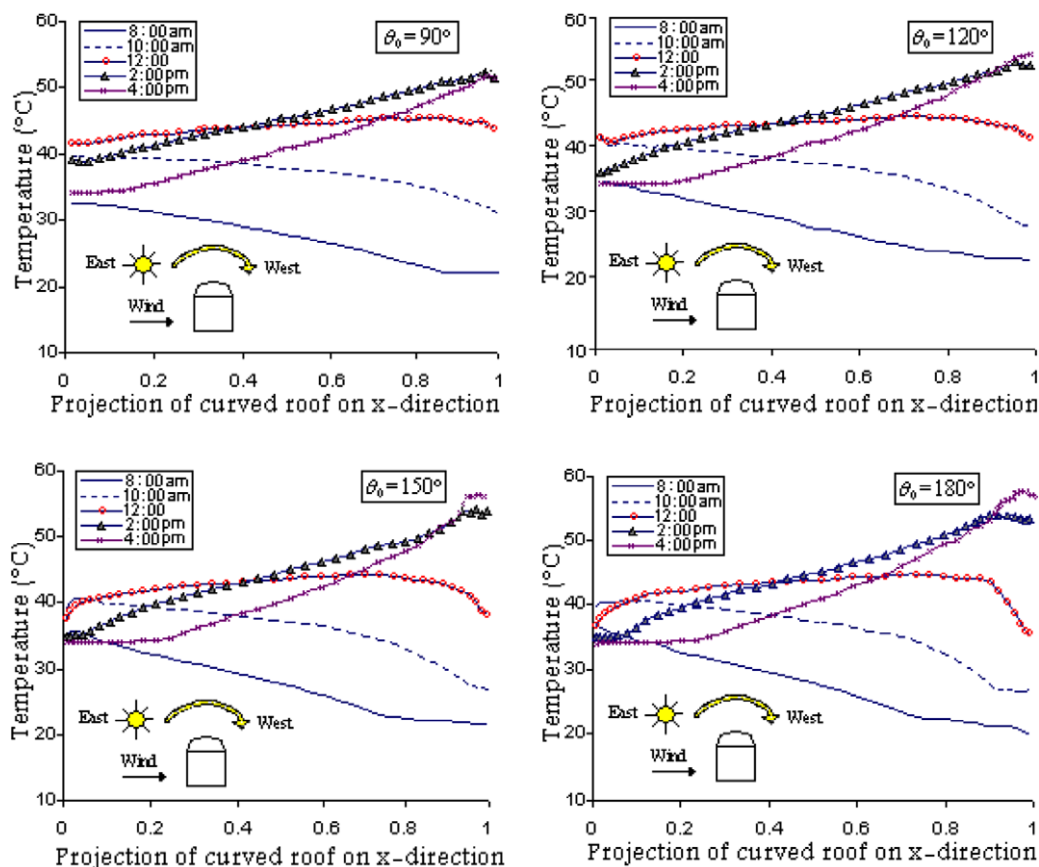 60
50
40
30
20
10
Temperature (°C)
8:00am
10:00am
12:00
2:00pm
4:00pm
θ₀ = 90°
East
West
Wind
0 0.2 0.4 0.6 0.8 1
Projection of curved roof on x-direction
60
50
40
30
20
10
Temperature (°C)
8:00am
10:00am
12:00
2:00pm
4:00pm
θ₀ = 120°
East
West
Wind
0 0.2 0.4 0.6 0.8 1
Projection of curved roof on x-direction
60
50
40
30
20
10
Temperature (°C)
8:00am
10:00am
12:00
2:00pm
4:00pm
θ₀ = 150°
East
West
Wind
0 0.2 0.4 0.6 0.8 1
Projection of curved roof on x-direction
60
50
40
30
20
10
Temperature (°C)
8:00am
10:00am
12:00
2:00pm
4:00pm
θ₀ = 180°
East
West
Wind
0 0.2 0.4 0.6 0.8 1
Projection of curved roof on x-direction